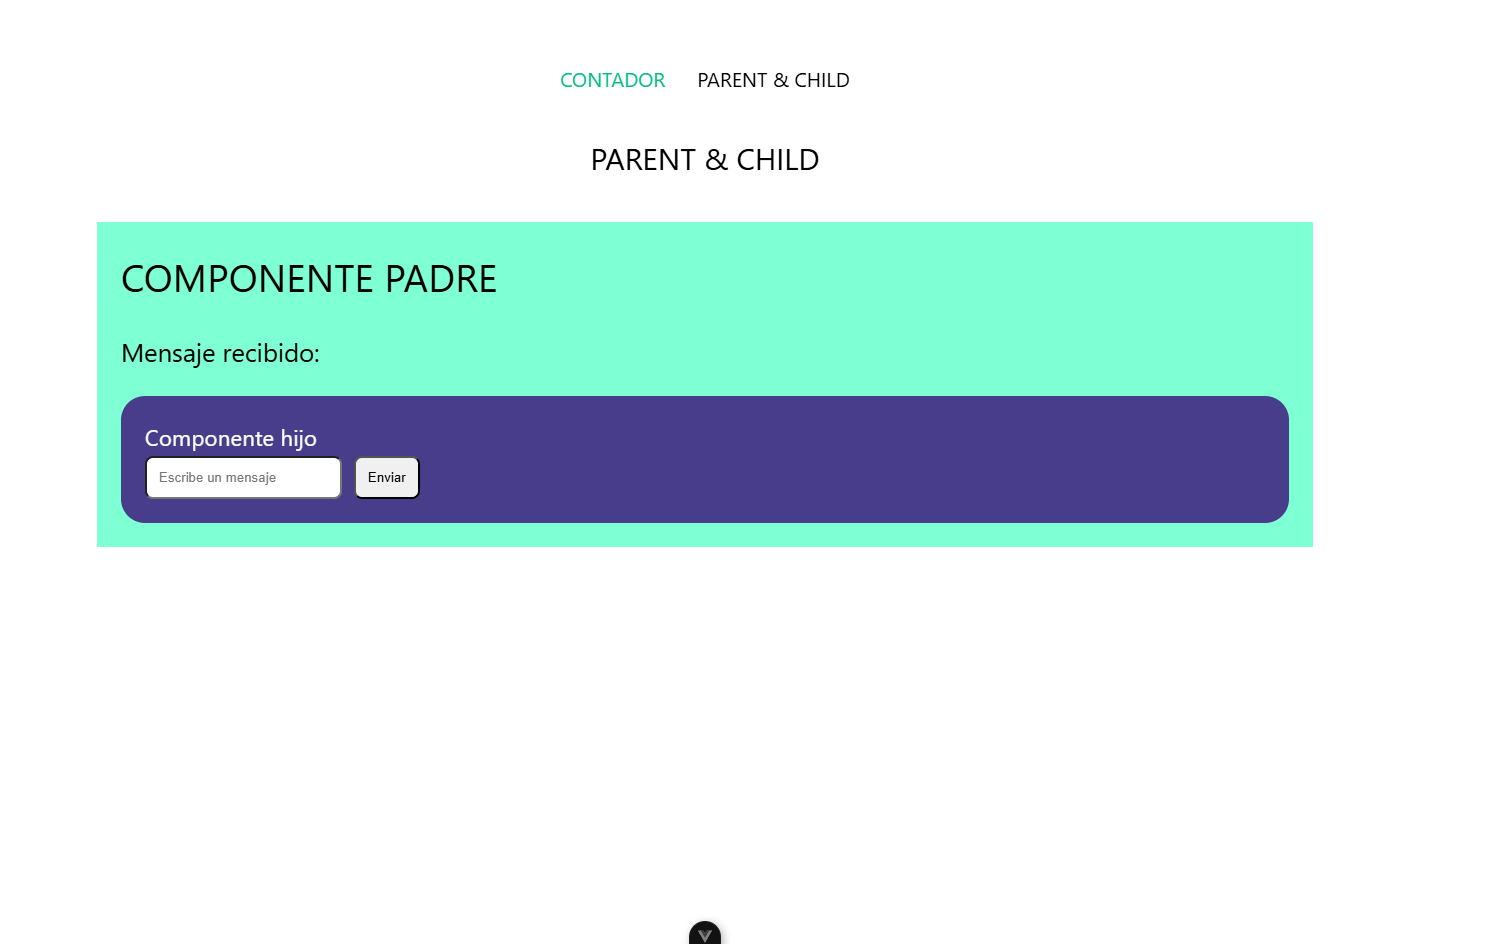 CONTADOR PARENT & CHILD
PARENT & CHILD
COMPONENTE PADRE
Mensaje recibido:
Componente hijo
Escribe un mensaje Enviar